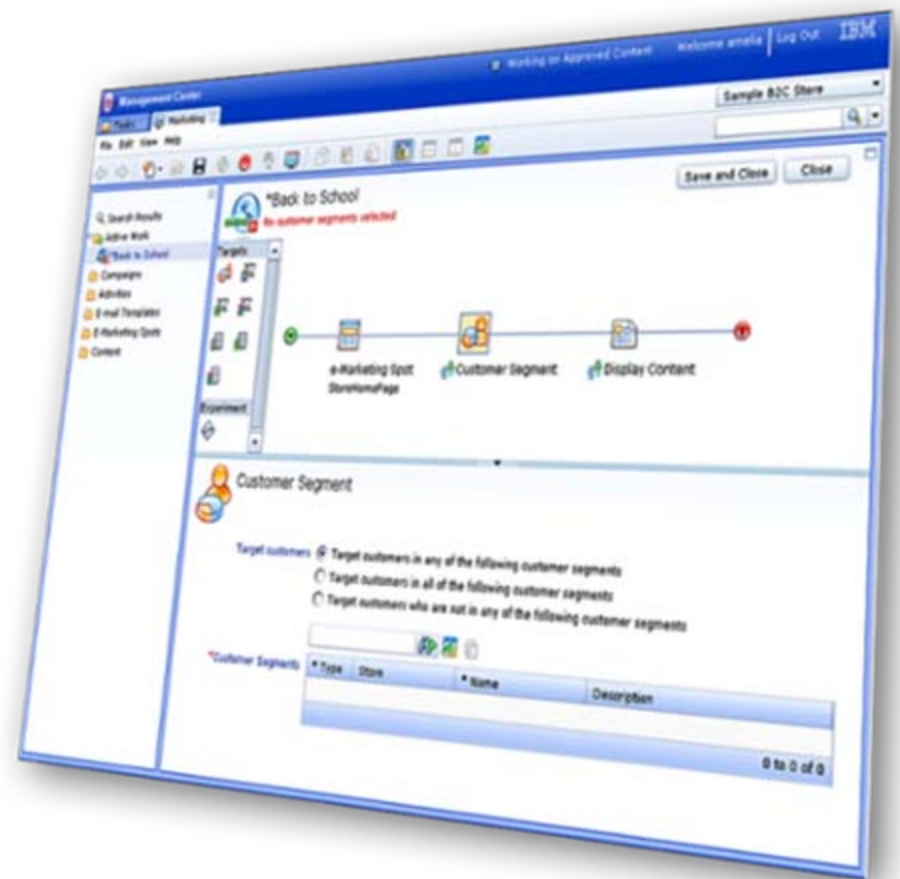 Management Center
Working on Approved Content
Welcome amelia
Log Out
IBM
Tools
Marketing
Sample B2C Store
File Edit View Help
Save and Close
Close
Search Results
Active Work
*Back to School
Campaigns
Activities
E-mail Templates
E-Marketing Spots
Content
*Back to School
No customer segments selected
Targets
Experiment
e-Marketing Spot
StoreHomePage
Customer Segment
Display Content
Customer Segment
Target customers
Target customers in any of the following customer segments
Target customers in all of the following customer segments
Target customers who are not in any of the following customer segments
*Customer Segments
* Type
Store
* Name
Description
0 to 0 of 0